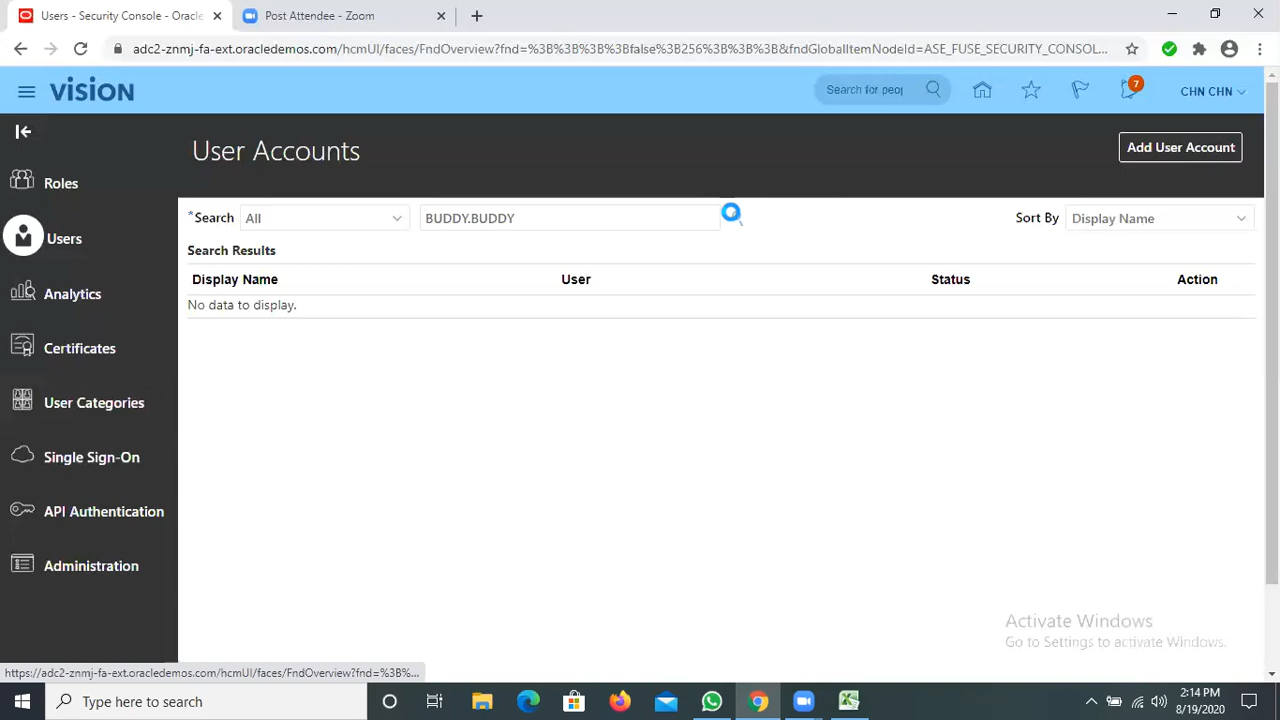 Users - Security Console - Oracle
Post Attendee - Zoom
adc2-znmj-fa-ext.oracledemos.com/hcmUI/faces/FndOverview?fnd=%3B%3B%3B%3Bfalse%3B256%3B%3B%3B&fndGlobalItemNodeId=ASE_FUSE_SECURITY_CONSOL...
VISION
Search for peop
7
CHN CHN
User Accounts
Add User Account
Roles
Users
Analytics
Certificates
User Categories
Single Sign-On
API Authentication
Administration
*Search
All
BUDDY.BUDDY
Sort By
Display Name
Search Results
Display Name User Status Action
No data to display.
Activate Windows
Go to Settings to activate Windows.
https://adc2-znmj-fa-ext.oracledemos.com/hcmUI/faces/FndOverview?fnd=%3B%...
Type here to search
2:14 PM
8/19/2020